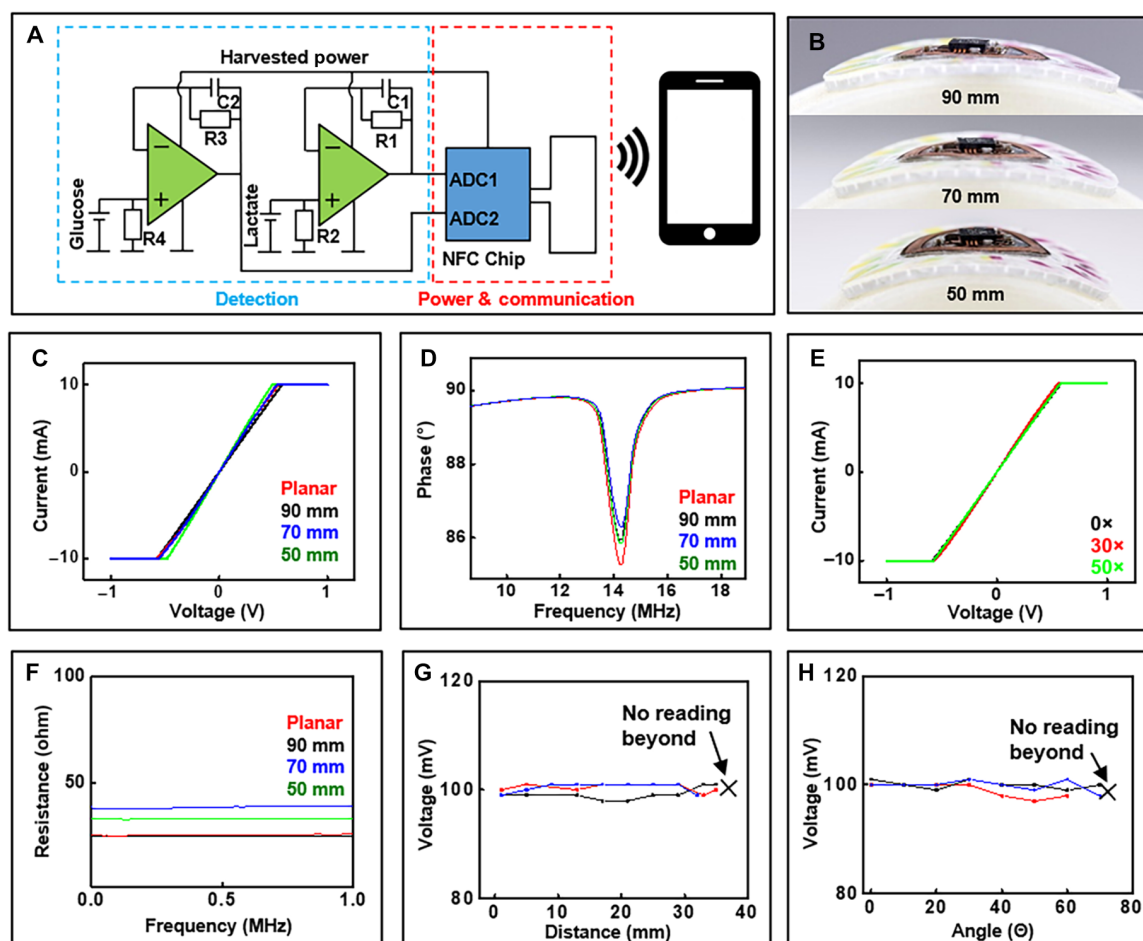 A
Harvested power
C2
R3
C1
R1
Glucose
R4
Lactate
R2
ADC1
ADC2
NFC Chip
Detection
Power & communication
B
90 mm
70 mm
50 mm
C
10
0
−10
Current (mA)
Planar
90 mm
70 mm
50 mm
−1
0
1
Voltage (V)
D
90
88
86
Phase (°)
Planar
90 mm
70 mm
50 mm
10
12
14
16
18
Frequency (MHz)
E
10
0
−10
Current (mA)
0×
30×
50×
−1
0
1
Voltage (V)
F
100
50
0
Resistance (ohm)
Planar
90 mm
70 mm
50 mm
0.0
0.5
1.0
Frequency (MHz)
G
120
100
80
Voltage (mV)
No reading
beyond
0
10
20
30
40
Distance (mm)
H
120
100
80
Voltage (mV)
No reading
beyond
0
20
40
60
80
Angle (Θ)